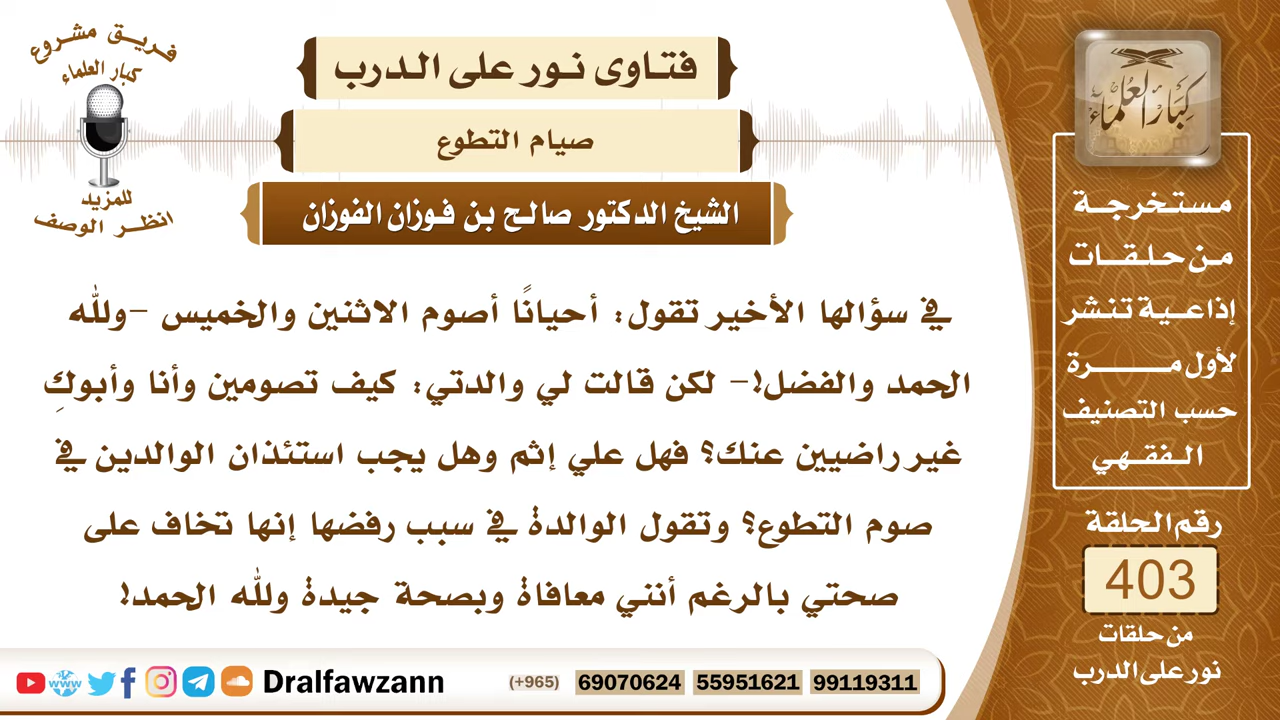 فريق مشروع
كبار العلماء
للمزيد
انظر الوصف
فتاوى نور على الدرب
صيام التطوع
الشيخ الدكتور صالح بن فوزان الفوزان
في سؤالها الأخير تقول: أحيانًا أصوم الاثنين والخميس -ولله
الحمد والفضل!- لكن قالت لي والدتي: كيف تصومين وأنا وأبوكِ
غير راضيين عنك؟ فهل علي إثم وهل يجب استئذان الوالدين في
صوم التطوع؟ وتقول الوالدة في سبب رفضها إنها تخاف على
صحتي بالرغم أنني معافاة وبصحة جيدة ولله الحمد!
كبار العلماء
مستخرجة
من حلقات
إذاعية تنشر
لأول مرة
حسب التصنيف
الفقهي
رقم الحلقة
403
من حلقات
نور على الدرب
www
Dralfawzann
(+965) 69070624 55951621 99119311